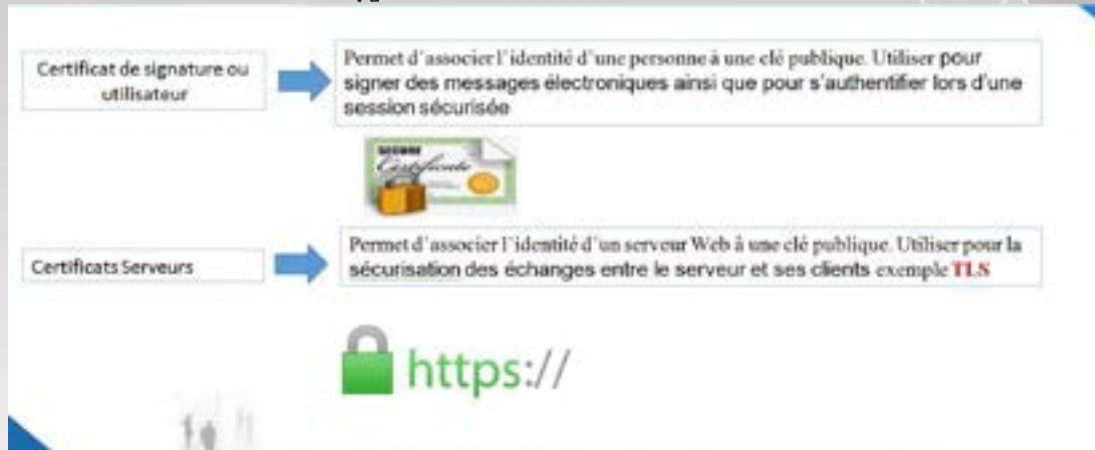 Certificat de signature ou
utilisateur
Permet d'associer l'identité d'une personne à une clé publique. Utiliser pour
signer des messages électroniques ainsi que pour s'authentifier lors d'une
session sécurisée
SECURE
Certificate
Certificats Serveurs
Permet d'associer l'identité d'un serveur Web à une clé publique. Utiliser pour la
sécurisation des échanges entre le serveur et ses clients exemple TLS
https://